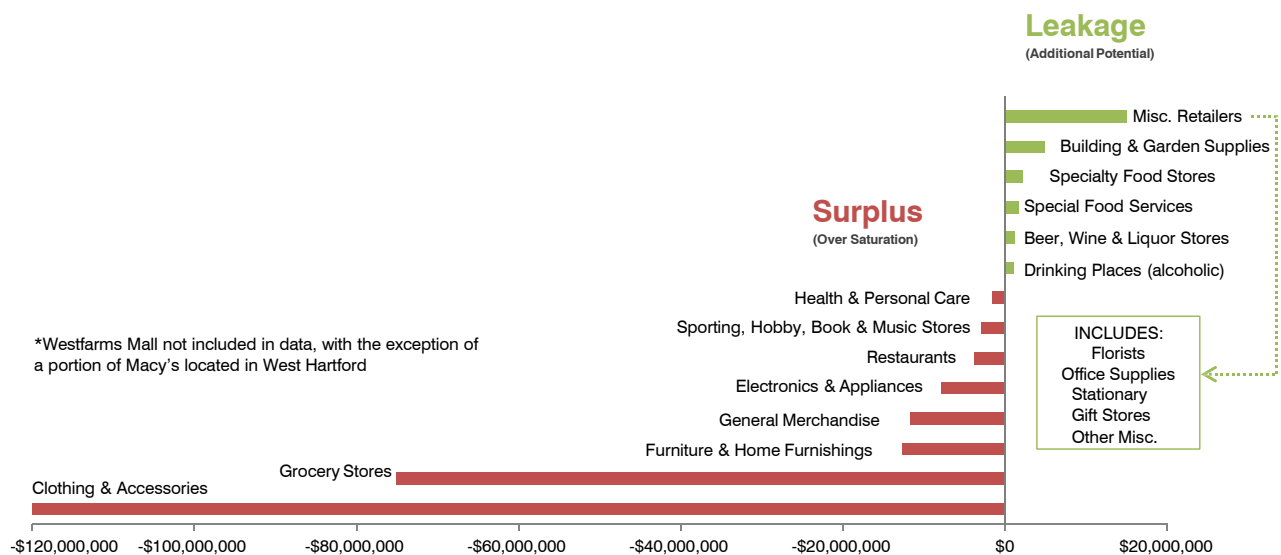 Leakage
(Additional Potential)
Misc. Retailers
Building & Garden Supplies
Specialty Food Stores
Surplus
(Over Saturation)
Special Food Services
Beer, Wine & Liquor Stores
Drinking Places (alcoholic)
Health & Personal Care
Sporting, Hobby, Book & Music Stores
Restaurants
Electronics & Appliances
General Merchandise
Furniture & Home Furnishings
Grocery Stores
Clothing & Accessories
*Westfarms Mall not included in data, with the exception of
a portion of Macy's located in West Hartford
INCLUDES:
Florists
Office Supplies
Stationary
Gift Stores
Other Misc.
-$120,000,000 -$100,000,000 -$80,000,000 -$60,000,000 -$40,000,000 -$20,000,000 $0 $20,000,000